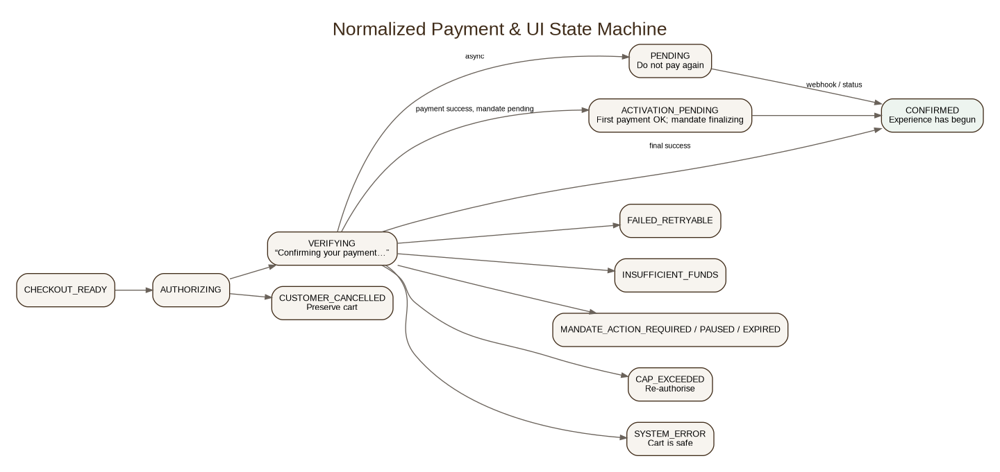 Normalized Payment & UI State Machine
async
PENDING
Do not pay again
webhook / status
payment success, mandate pending
ACTIVATION_PENDING
First payment OK; mandate finalizing
CONFIRMED
Experience has begun
final success
FAILED_RETRYABLE
VERIFYING
“Confirming your payment…”
INSUFFICIENT_FUNDS
CHECKOUT_READY
AUTHORIZING
CUSTOMER_CANCELLED
Preserve cart
MANDATE_ACTION_REQUIRED / PAUSED / EXPIRED
CAP_EXCEEDED
Re-authorise
SYSTEM_ERROR
Cart is safe